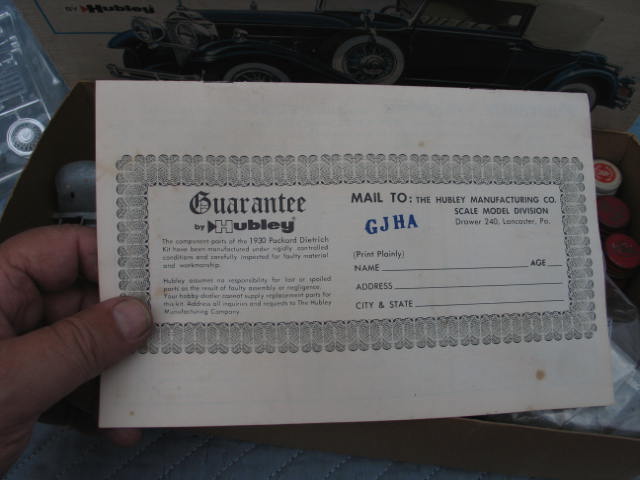 BY Hubley
Guarantee
by Hubley
The component parts of the 1930 Packard Dietrich
Kit have been manufactured under rigidly controlled
conditions and carefully inspected for faulty material
and workmanship.
Hubley assumes no responsibility for lost or spoiled
parts as the result of faulty assembly or negligence.
Your hobby dealer cannot supply replacement parts for
this kit. Address all inquiries and requests to The Hubley
Manufacturing Company.
MAIL TO: THE HUBLEY MANUFACTURING CO.
SCALE MODEL DIVISION
Drawer 240, Lancaster, Pa.
GJHA
(Print Plainly)
NAME AGE
ADDRESS
CITY & STATE